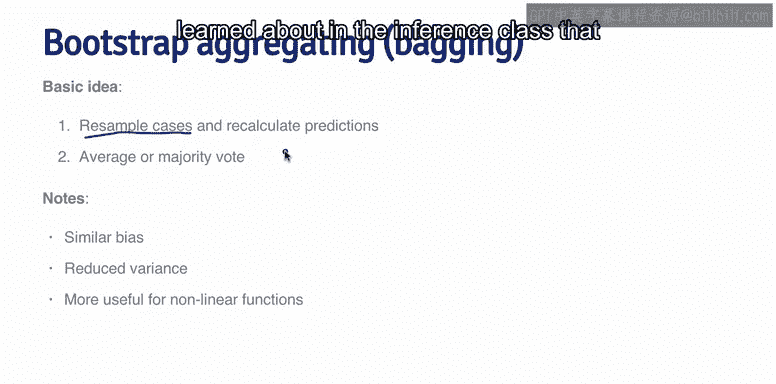 learned about in the inference class that
Bootstrap aggregating (bagging)
Basic idea:
1. Resample cases and recalculate predictions
2. Average or majority vote
Notes:
· Similar bias
· Reduced variance
· More useful for non-linear functions